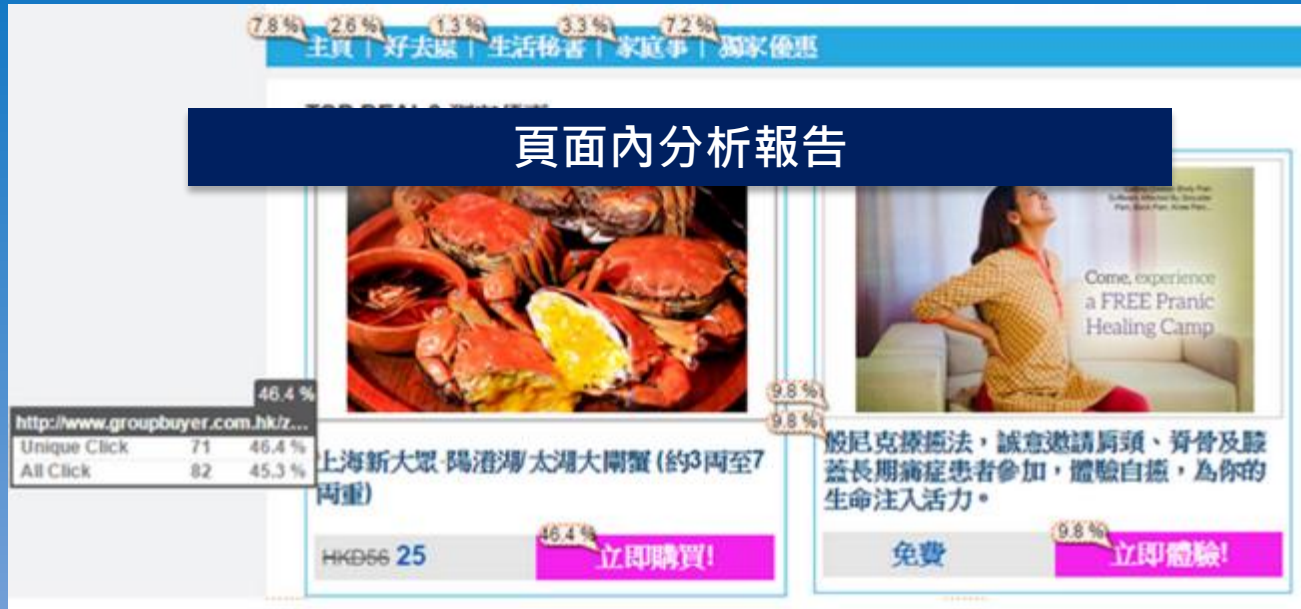 7.8 % 2.6 % 1.3 % 3.3 % 7.2 %
主頁 | 好去處 | 生活秘書 | 家庭事 | 獨家優惠
頁面內分析報告
Come, experience
a FREE Pranic
Healing Camp
46.4 %
http://www.groupbuyer.com.hk/z...
Unique Click 71 46.4 %
All Click 82 45.3 %
上海新大眾-陽澄湖/太湖大閘蟹 (約3両至7
両重)
HKD56 25
46.4 %
立即購買!
9.8 %
9.8 %
般尼克療癒法，誠意邀請肩頭、脊骨及膝
蓋長期痛症患者參加，體驗自癒，為你的
生命注入活力。
免費
9.8 %
立即體驗!